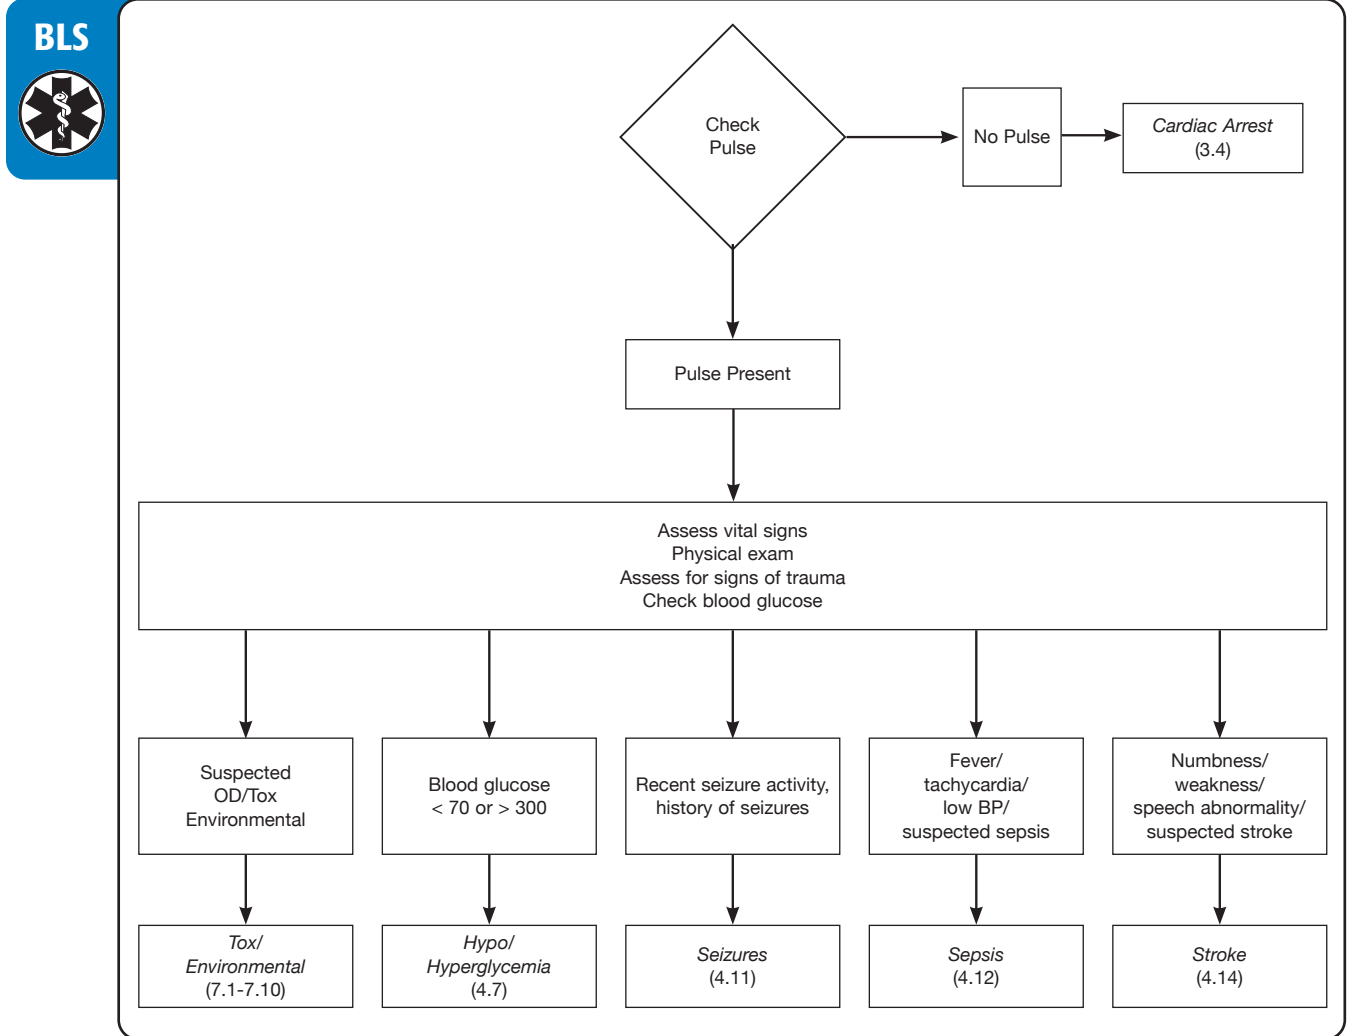 BLS
Check
Pulse
No Pulse
Cardiac Arrest
(3.4)
Pulse Present
Assess vital signs
Physical exam
Assess for signs of trauma
Check blood glucose
Suspected
OD/Tox
Environmental
Blood glucose
< 70 or > 300
Recent seizure activity,
history of seizures
Fever/
tachycardia/
low BP/
suspected sepsis
Numbness/
weakness/
speech abnormality/
suspected stroke
Tox/
Environmental
(7.1-7.10)
Hypo/
Hyperglycemia
(4.7)
Seizures
(4.11)
Sepsis
(4.12)
Stroke
(4.14)